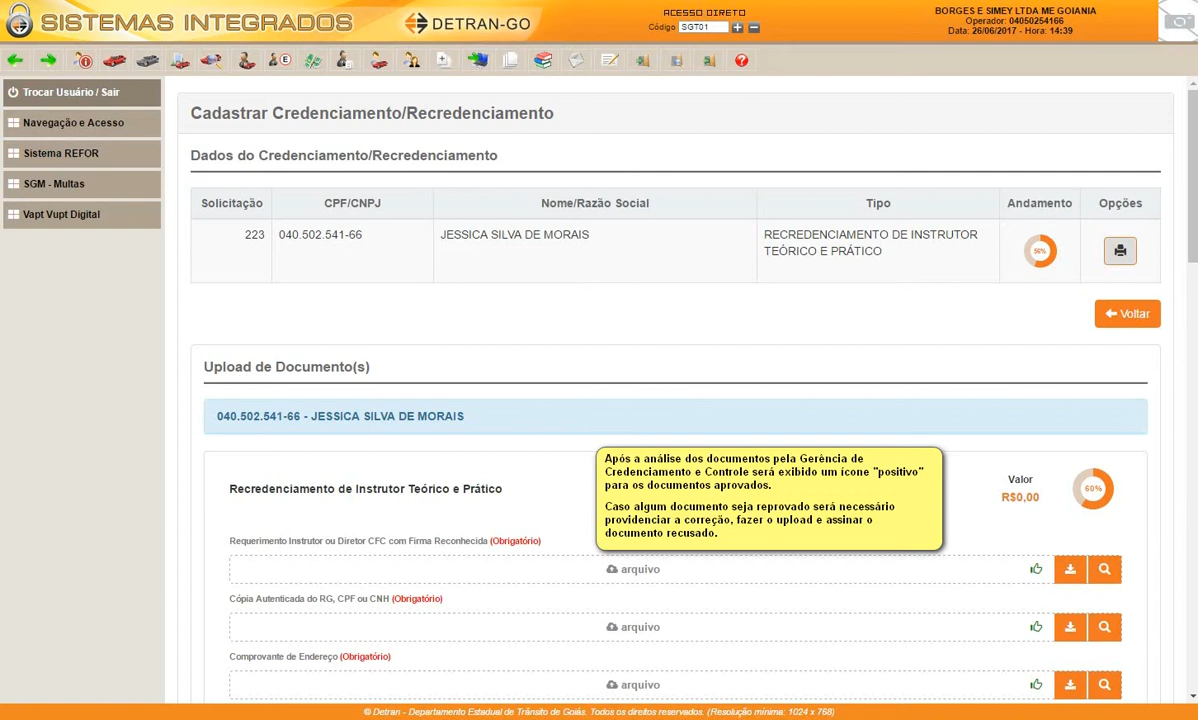 SISTEMAS INTEGRADOS
DETRAN-GO
ACESSO DIRETO
Código SGT01
BORGES E SIMEY LTDA ME GOIANIA
Operador: 04050254166
Data: 26/06/2017 - Hora: 14:39
Trocar Usuário / Sair
Navegação e Acesso
Sistema REFOR
SGM - Multas
Vapt Vupt Digital
Cadastrar Credenciamento/Recredenciamento
Dados do Credenciamento/Recredenciamento
Solicitação CPF/CNPJ Nome/Razão Social Tipo Andamento Opções
223 040.502.541-66 JESSICA SILVA DE MORAIS RECREDENCIAMENTO DE INSTRUTOR
TEÓRICO E PRÁTICO
56%
Voltar
Upload de Documento(s)
040.502.541-66 - JESSICA SILVA DE MORAIS
Após a análise dos documentos pela Gerência de
Credenciamento e Controle será exibido um ícone "positivo"
para os documentos aprovados.
Caso algum documento seja reprovado será necessário
providenciar a correção, fazer o upload e assinar o
documento recusado.
Recredenciamento de Instrutor Teórico e Prático
Valor
R$0,00
60%
Requerimento Instrutor ou Diretor CFC com Firma Reconhecida (Obrigatório)
arquivo
Cópia Autenticada do RG, CPF ou CNH (Obrigatório)
arquivo
Comprovante de Endereço (Obrigatório)
arquivo
© Detran - Departamento Estadual de Trânsito de Goiás. Todos os direitos reservados. (Resolução mínima: 1024 x 768)